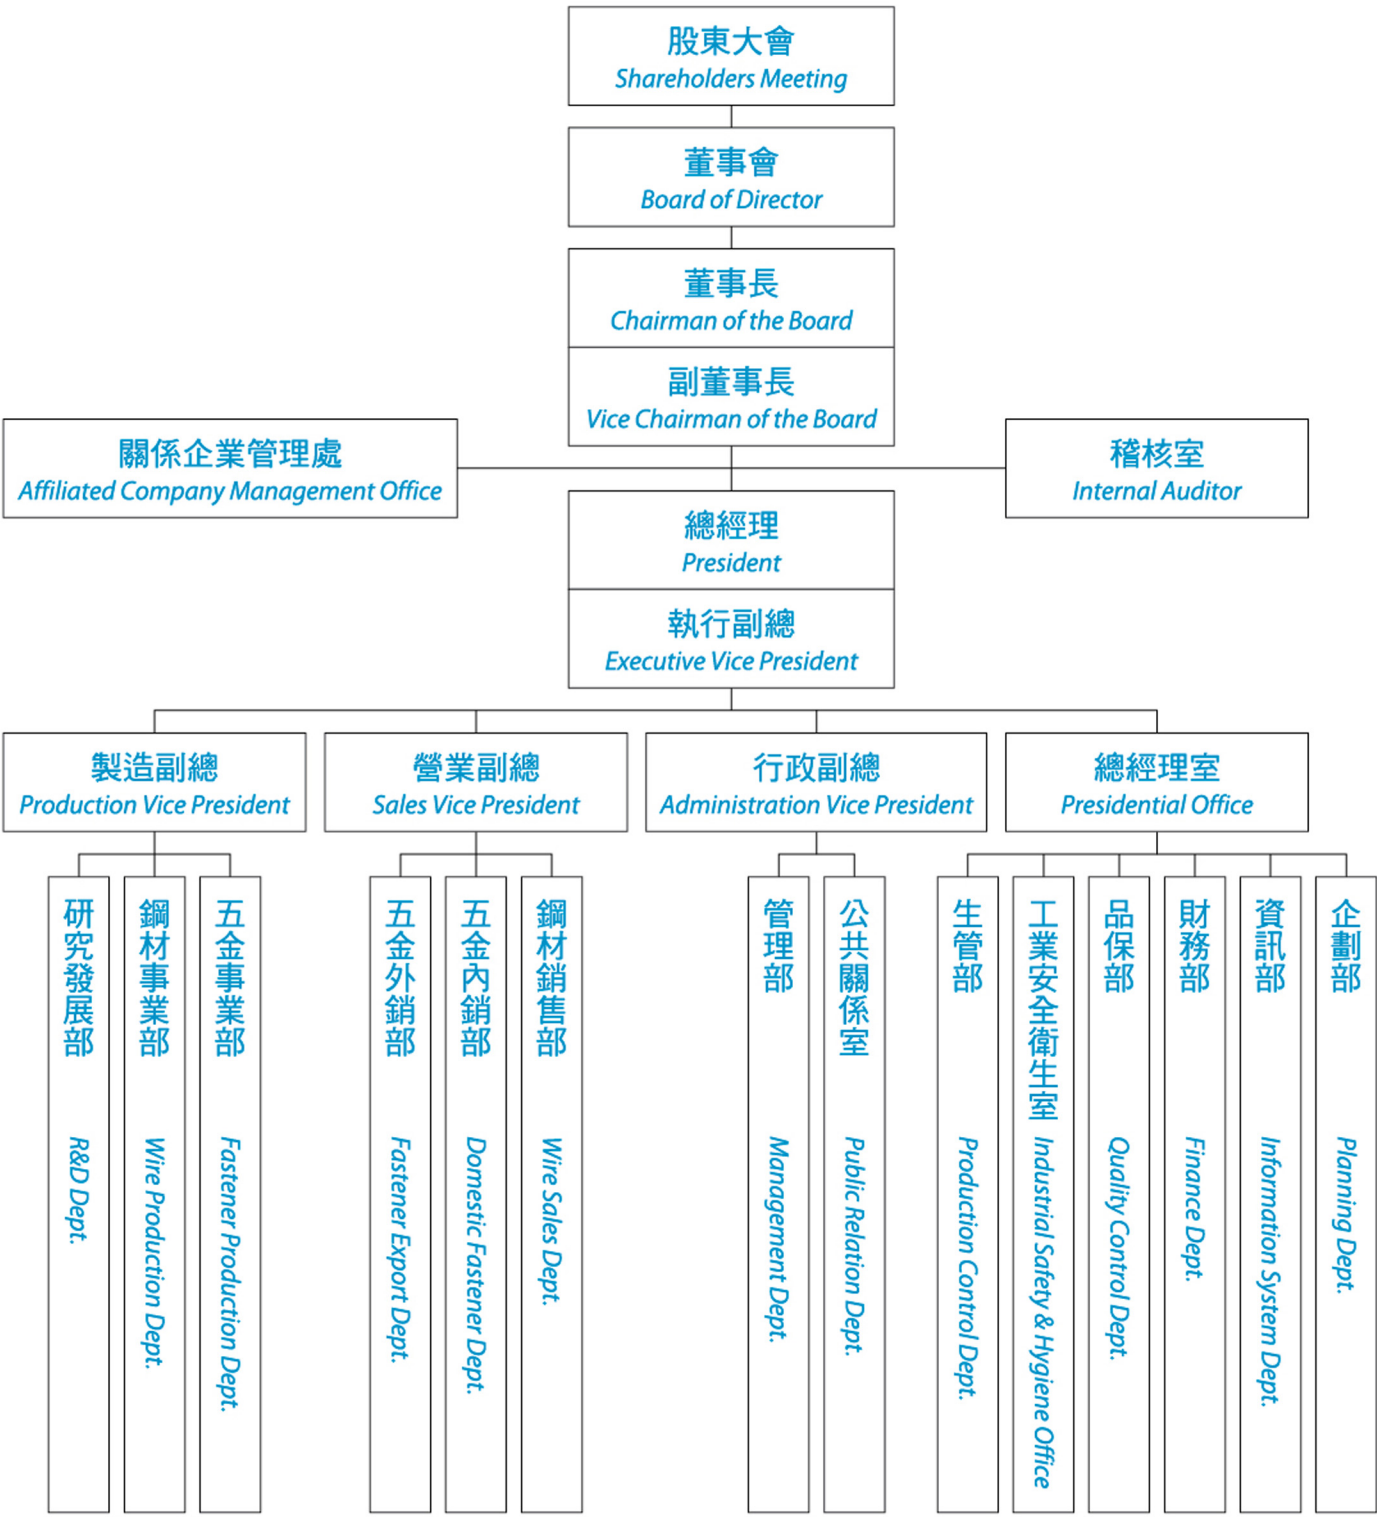 股東大會
Shareholders Meeting
董事會
Board of Director
董事長
Chairman of the Board
副董事長
Vice Chairman of the Board
關係企業管理處
Affiliated Company Management Office
稽核室
Internal Auditor
總經理
President
執行副總
Executive Vice President
製造副總
Production Vice President
營業副總
Sales Vice President
行政副總
Administration Vice President
總經理室
Presidential Office
研究發展部
R&D Dept.
鋼材事業部
Wire Production Dept.
五金事業部
Fastener Production Dept.
五金外銷部
Fastener Export Dept.
五金內銷部
Domestic Fastener Dept.
鋼材銷售部
Wire Sales Dept.
管理部
Management Dept.
公共關係室
Public Relation Dept.
生管部
Production Control Dept.
工業安全衛生室
Industrial Safety & Hygiene Office
品保部
Quality Control Dept.
財務部
Finance Dept.
資訊部
Information System Dept.
企劃部
Planning Dept.